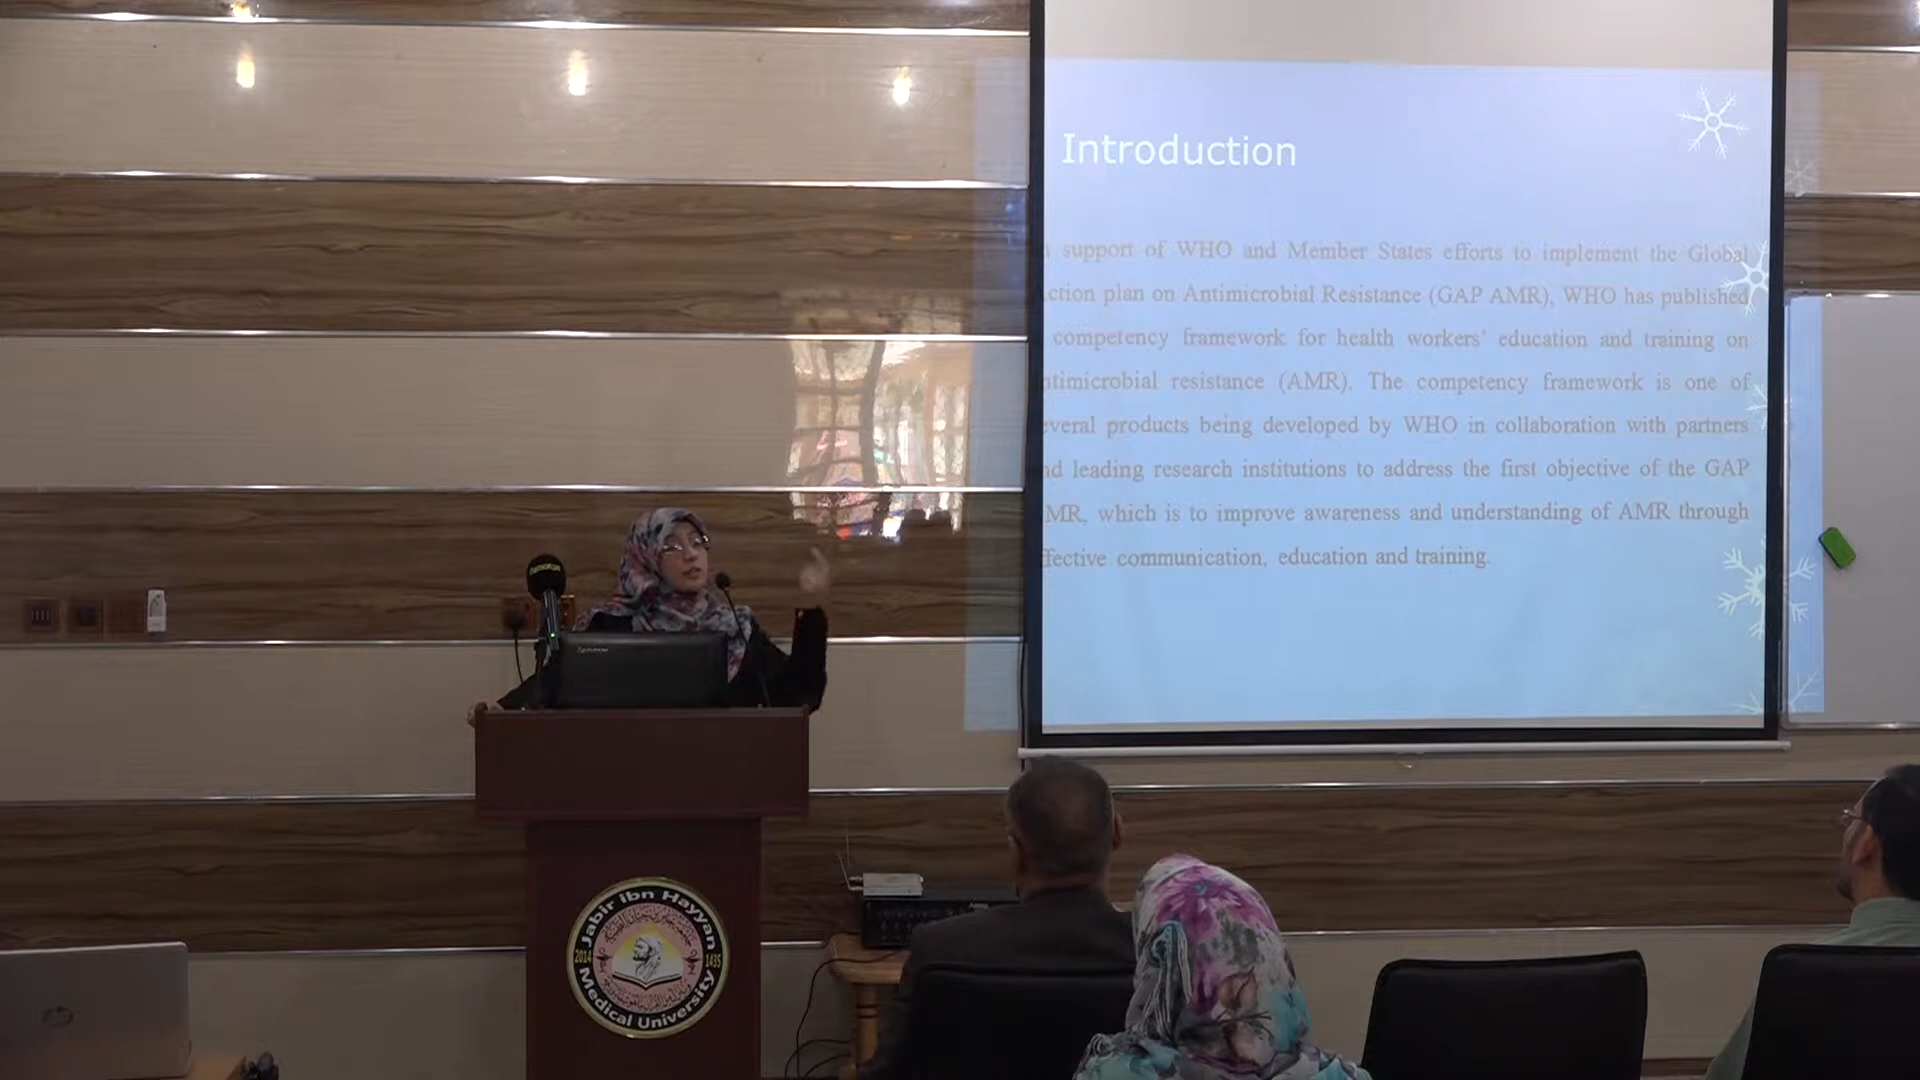 Introduction
support of WHO and Member States efforts to implement the Global
ction plan on Antimicrobial Resistance (GAP AMR), WHO has published
competency framework for health workers' education and training on
ntimicrobial resistance (AMR). The competency framework is one of
everal products being developed by WHO in collaboration with partners
nd leading research institutions to address the first objective of the GAP
MR, which is to improve awareness and understanding of AMR through
ffective communication, education and training.
Lenovo
Jabir ibn Hayyan
2014
1435
Medical University
hp